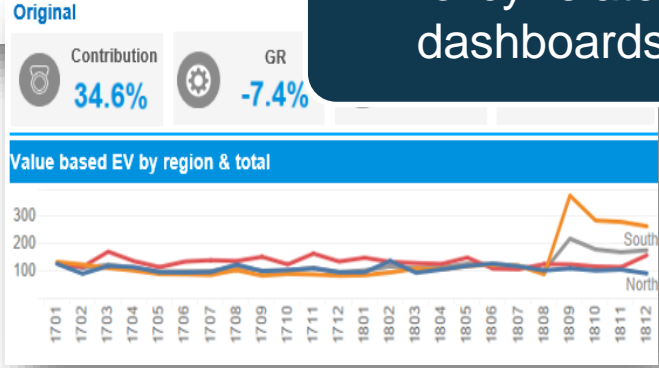 Original
dashboards
Contribution
34.6%
GR
-7.4%
Value based EV by region & total
300
200
100
South
North
1701 1702 1703 1704 1705 1706 1707 1708 1709 1710 1711 1712 1801 1802 1803 1804 1805 1806 1807 1808 1809 1810 1811 1812